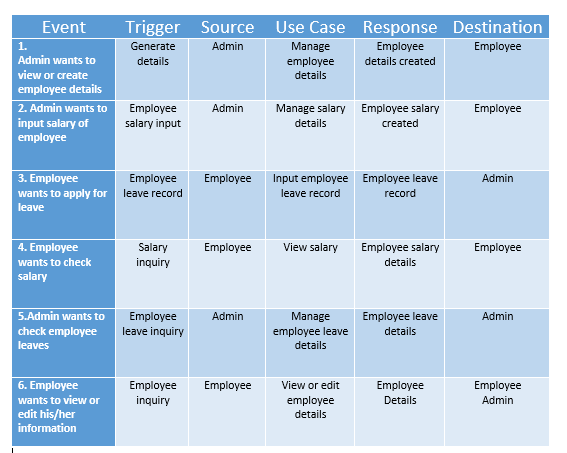 Event Trigger Source Use Case Response Destination
1.
Admin wants to
view or create
employee details
Generate
details
Admin
Manage
employee
details
Employee
details created
Employee
2. Admin wants to
input salary of
employee
Employee
salary input
Admin
Manage salary
details
Employee salary
created
Employee
3. Employee
wants to apply for
leave
Employee
leave record
Employee
Input employee
leave record
Employee leave
record
Admin
4. Employee
wants to check
salary
Salary
inquiry
Employee
View salary
Employee salary
details
Employee
5.Admin wants to
check employee
leaves
Employee
leave inquiry
Admin
Manage
employee leave
details
Employee leave
details
Admin
6. Employee
wants to view or
edit his/her
information
Employee
inquiry
Employee
View or edit
employee
details
Employee
Details
Employee
Admin